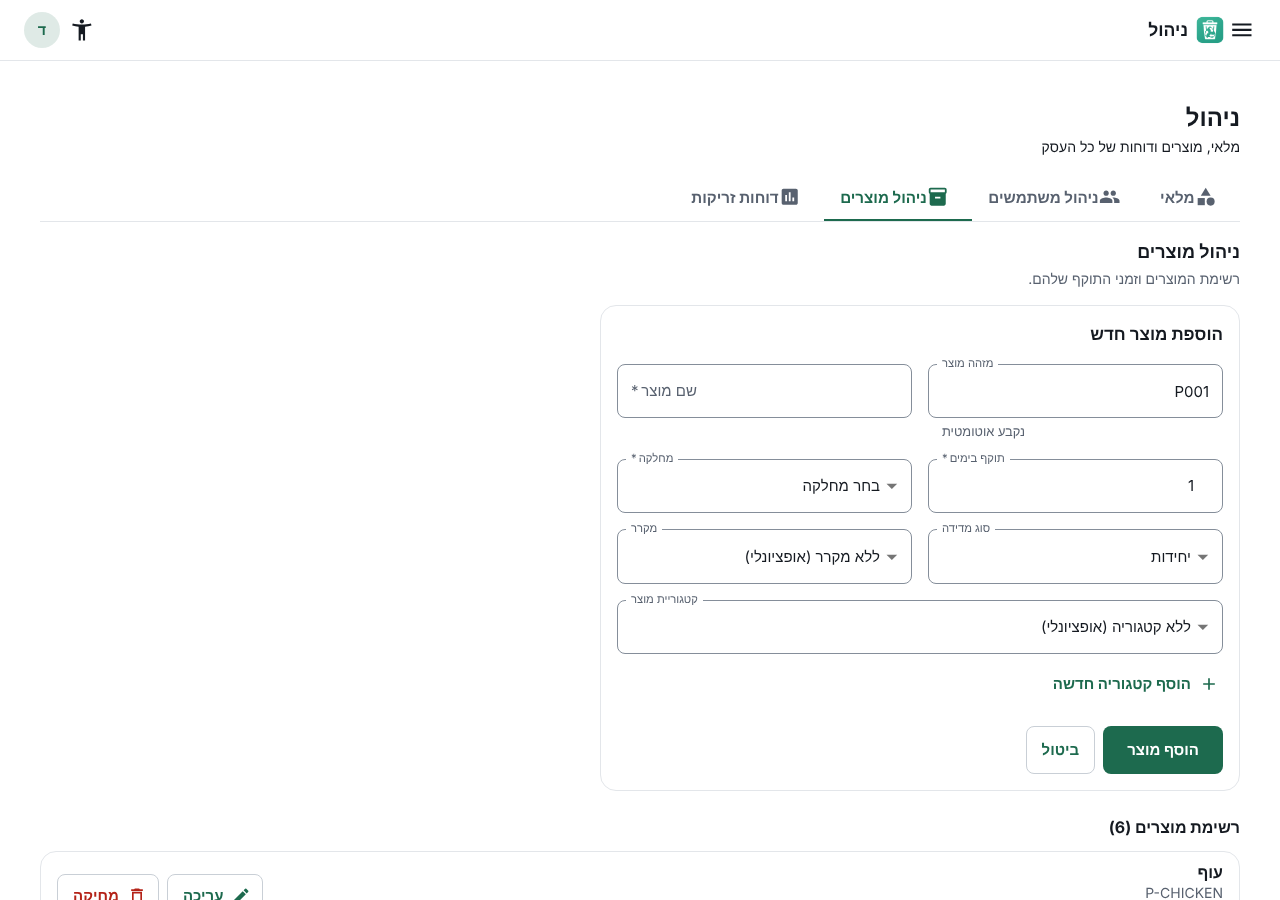 ניהול
ד
ניהול
מלאי, מוצרים ודוחות של כל העסק
מלאי
ניהול משתמשים
ניהול מוצרים
דוחות זריקות
ניהול מוצרים
רשימת המוצרים וזמני התוקף שלהם.
הוספת מוצר חדש
מזהה מוצר
P001
נקבע אוטומטית
שם מוצר *
תוקף בימים *
1
מחלקה *
בחר מחלקה
סוג מדידה
יחידות
מקרר
ללא מקרר (אופציונלי)
קטגוריית מוצר
ללא קטגוריה (אופציונלי)
הוסף קטגוריה חדשה
הוסף מוצר
ביטול
רשימת מוצרים (6)
עוף
P-CHICKEN
עריכה
מחיקה